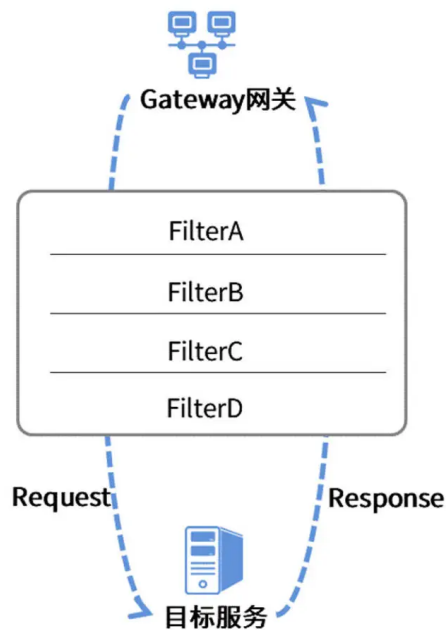 Gateway网关
FilterA
FilterB
FilterC
FilterD
Request
Response
目标服务